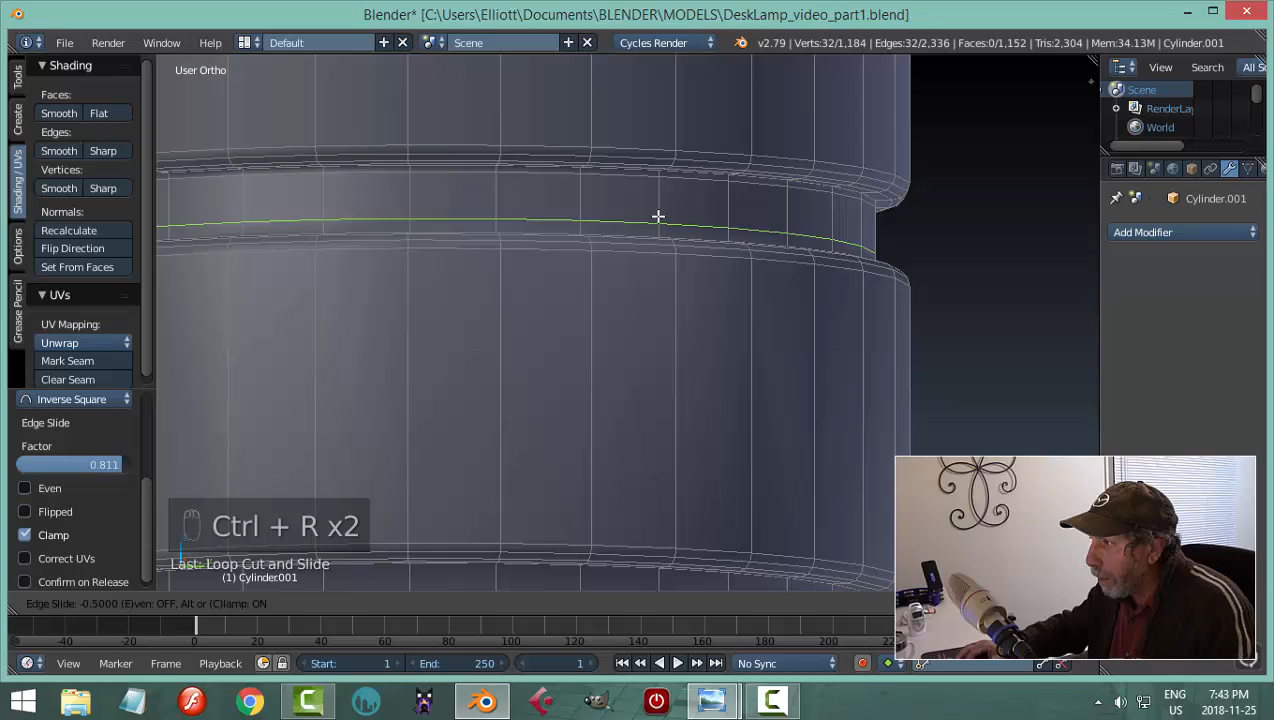 Blender* [C:\Users\Elliott\Documents\BLENDER\MODELS\DeskLamp_video_part1.blend]
File Render Window Help Default Scene Cycles Render v2.79 | Verts:32/1,184 | Edges:32/2,336 | Faces:0/1,152 | Tris:2,304 | Mem:34.13M | Cylinder.001
Tools
Create
Shading / UVs
Options
Grease Pencil
Shading
Faces:
Smooth Flat
Edges:
Smooth Sharp
Vertices:
Smooth Sharp
Normals:
Recalculate
Flip Direction
Set From Faces
UVs
UV Mapping:
Unwrap
Mark Seam
Clear Seam
Inverse Square
Edge Slide
Factor
0.811
Even
Flipped
Clamp
Correct UVs
Confirm on Release
User Ortho
Ctrl + R x2
Last: Loop Cut and Slide
(1) Cylinder.001
View Search All Sc
Scene
RenderLay
World
Cylinder.001
Add Modifier
Edge Slide: -0.5000 (E)ven: OFF, Alt or (C)lamp: ON
-40 -20 0 20 40 60 80 100 120 140 160 180 200
View Marker Frame Playback Start: 1 End: 250 1 No Sync
ENG 7:43 PM
US 2018-11-25